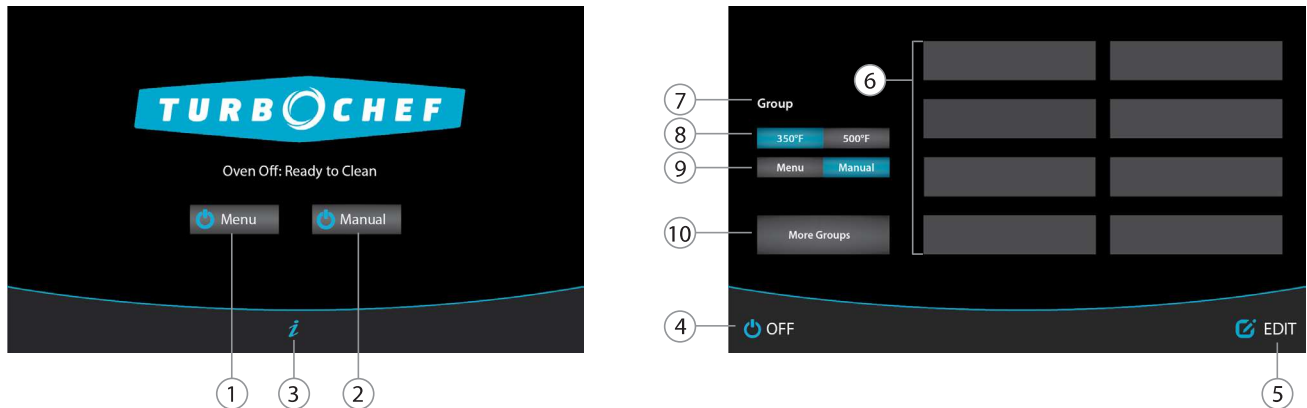 TURBOCHEF
Oven Off: Ready to Clean
Menu
Manual
i
1
3
2
6
7
Group
8
350°F
500°F
9
Menu
Manual
10
More Groups
4
OFF
EDIT
5